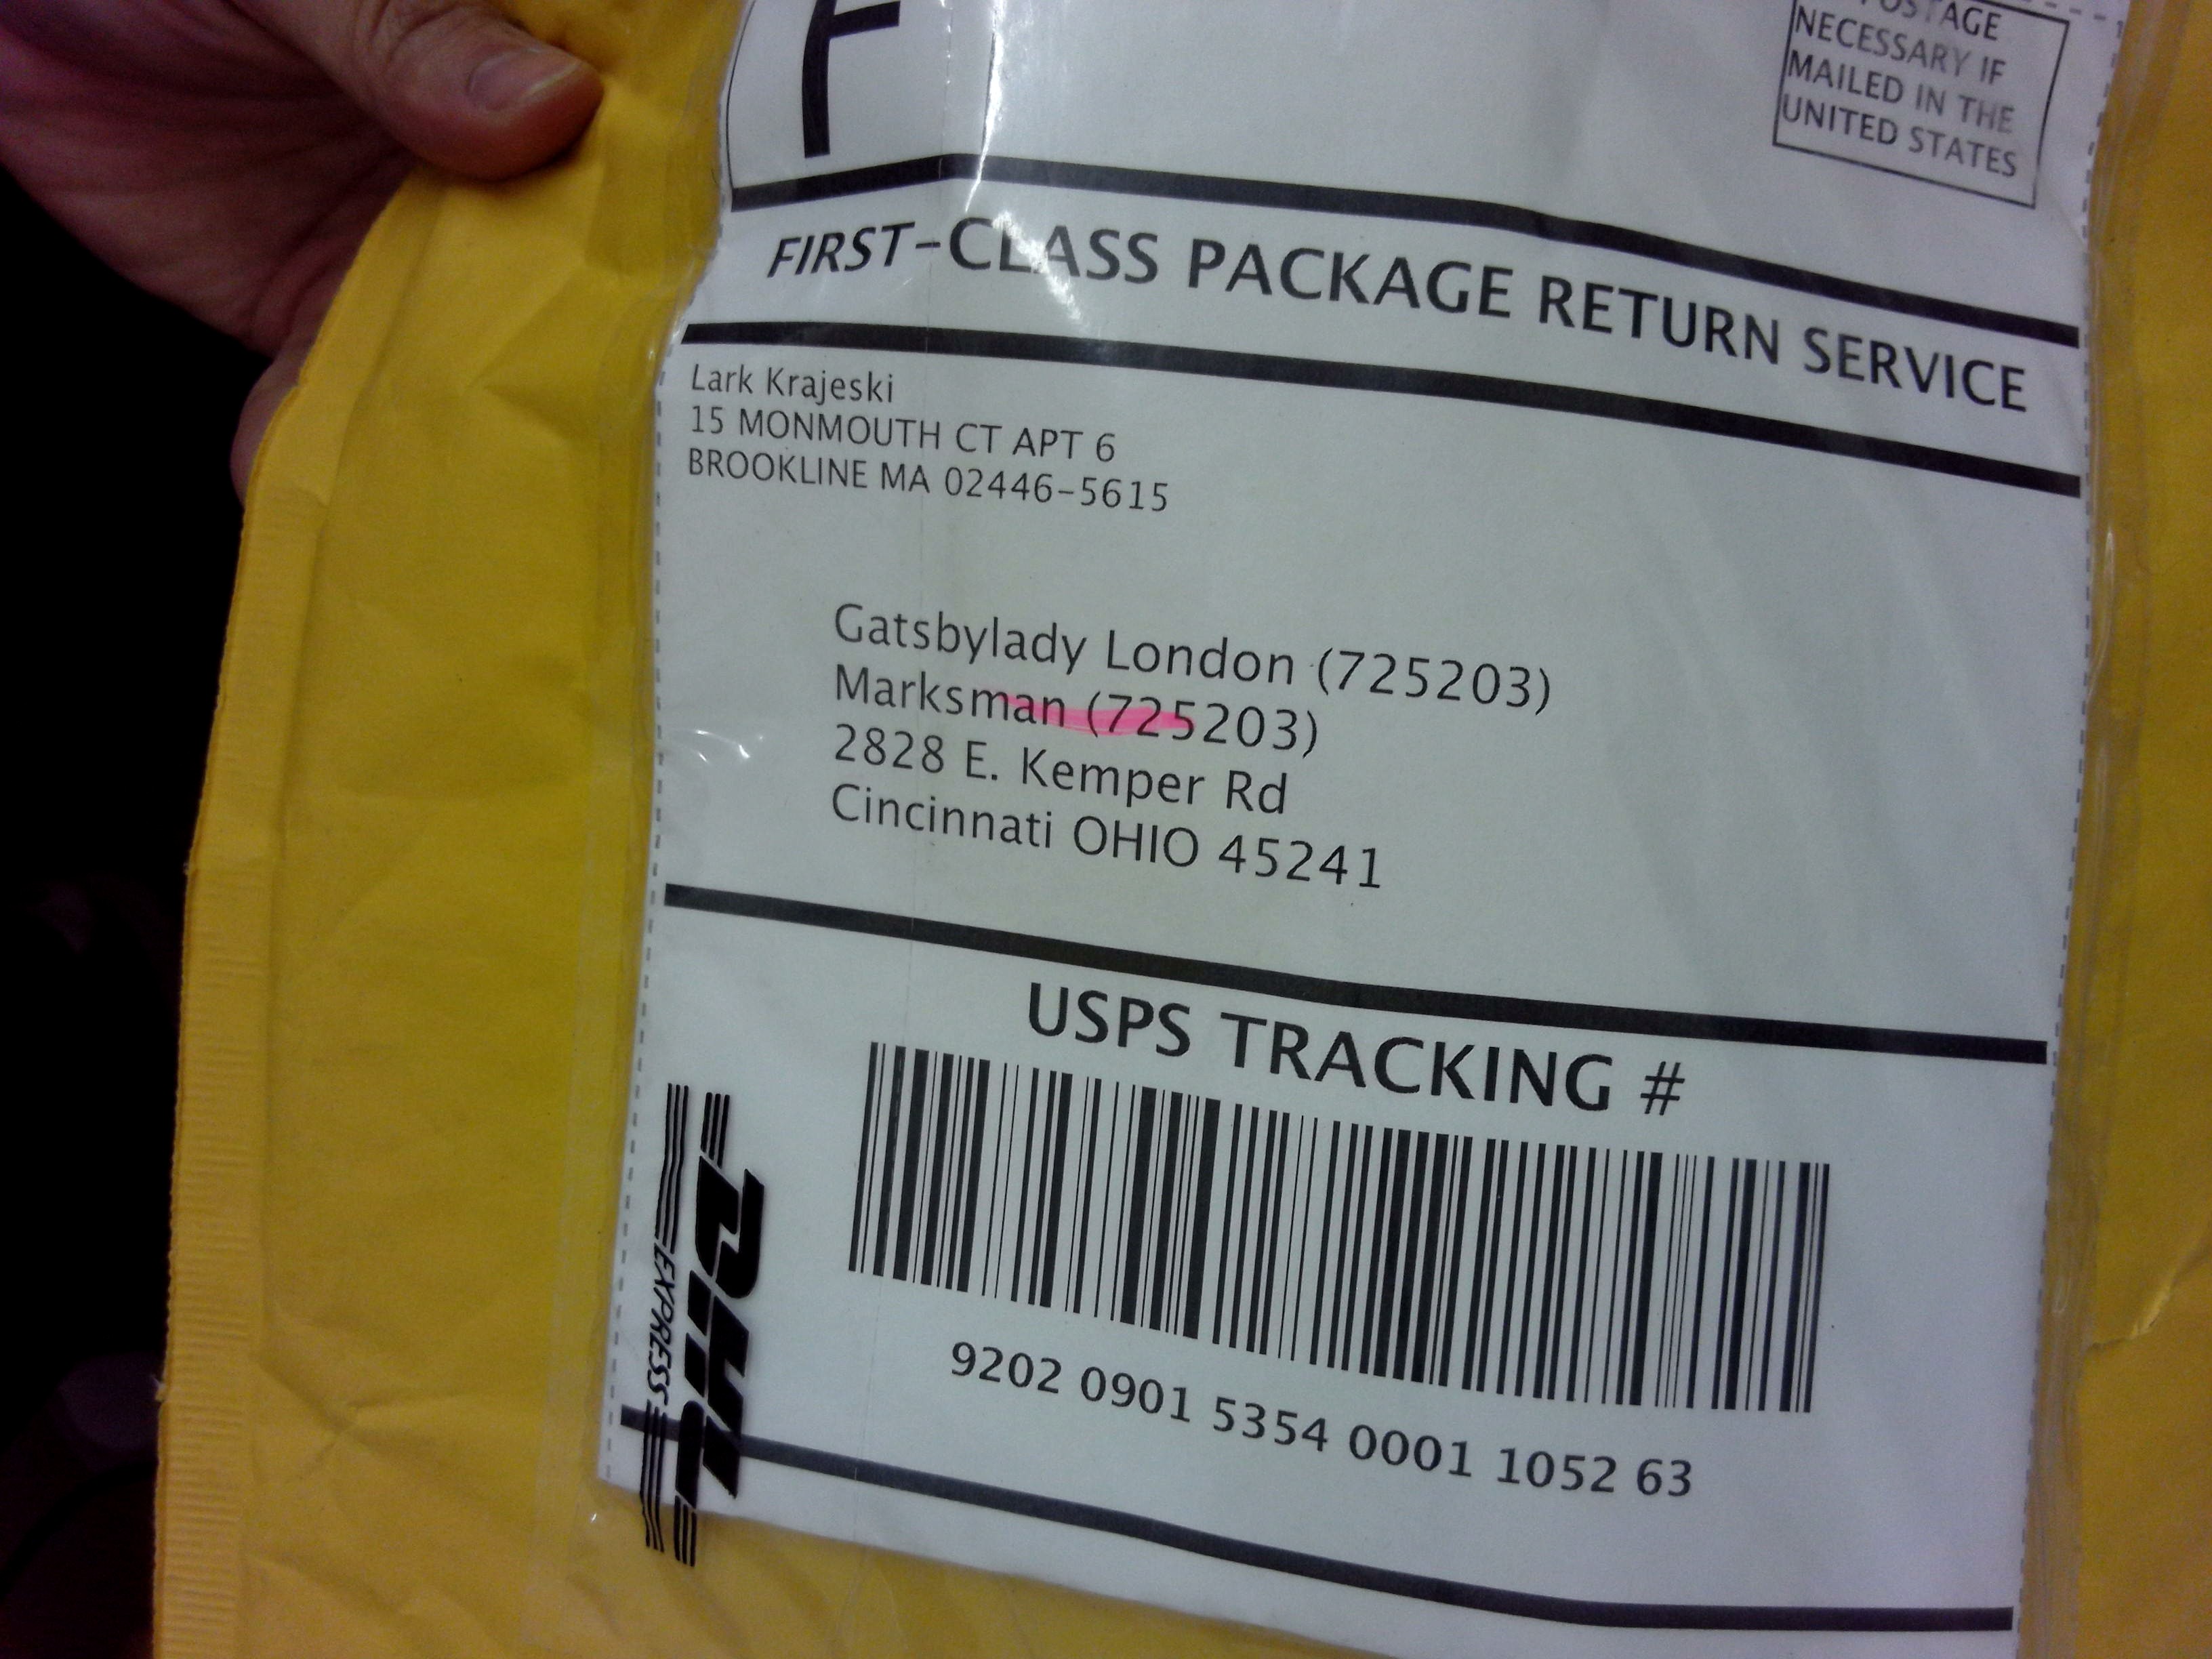 F
POSTAGE
NECESSARY IF
MAILED IN THE
UNITED STATES
FIRST-CLASS PACKAGE RETURN SERVICE
Lark Krajeski
15 MONMOUTH CT APT 6
BROOKLINE MA 02446-5615
Gatsbylady London (725203)
Marksman (725203)
2828 E. Kemper Rd
Cincinnati OHIO 45241
USPS TRACKING #
9202 0901 5354 0001 1052 63
DHL
EXPRESS